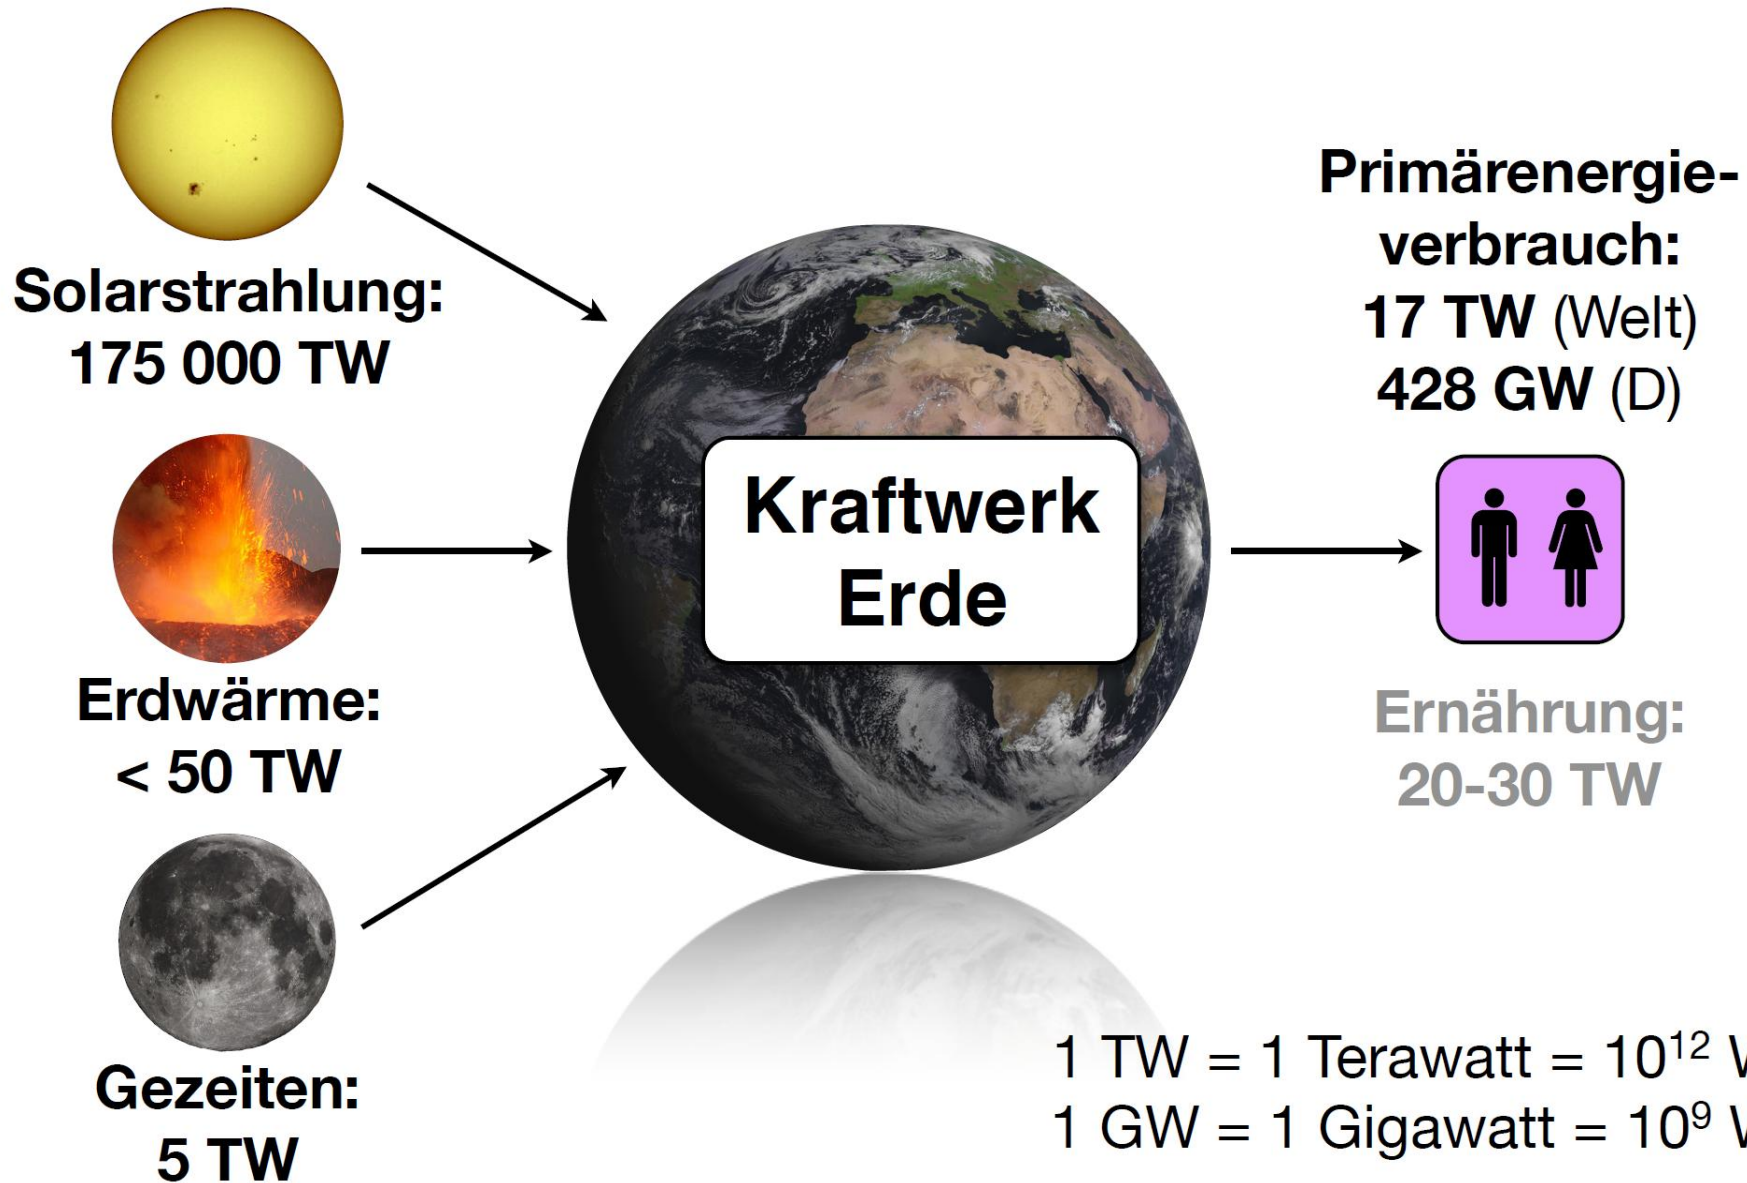 Solarstrahlung:
175 000 TW
Erdwärme:
< 50 TW
Gezeiten:
5 TW
Kraftwerk
Erde
Primärenergie-
verbrauch:
17 TW (Welt)
428 GW (D)
Ernährung:
20-30 TW
1 TW = 1 Terawatt = 10¹² W
1 GW = 1 Gigawatt = 10⁹ W